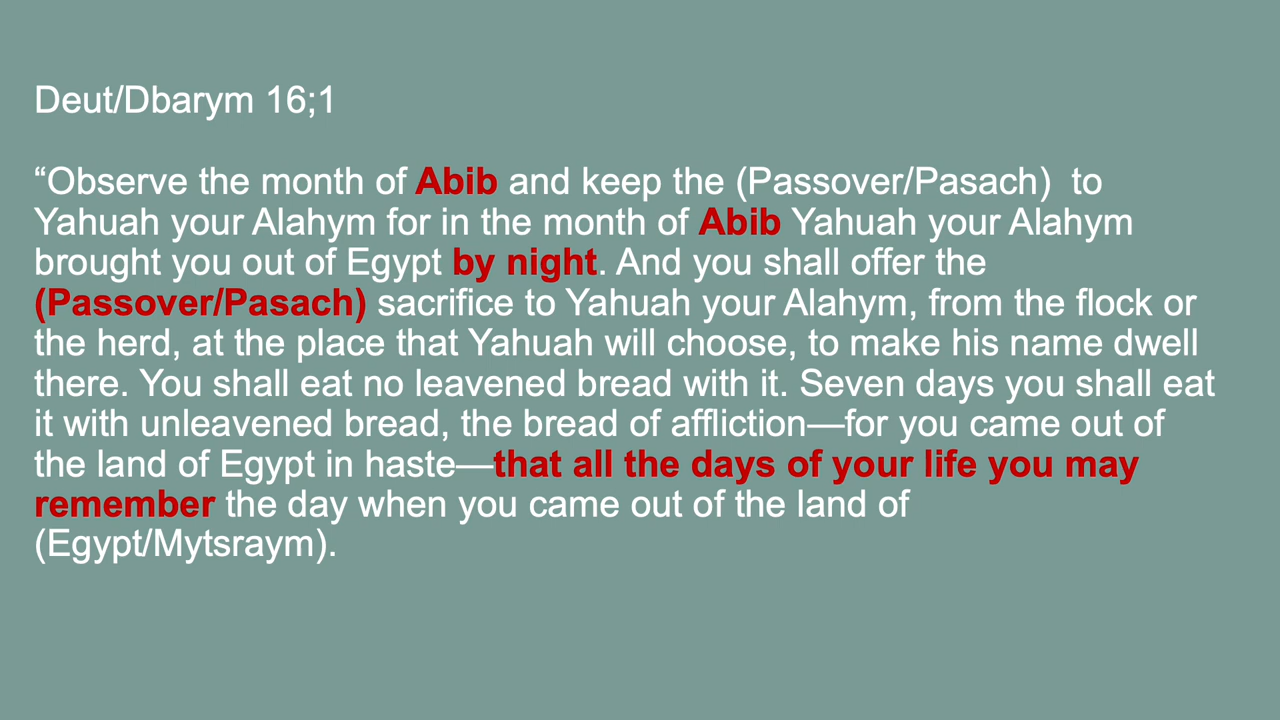 Deut/Dbarym 16;1
“Observe the month of Abib and keep the (Passover/Pasach)  to
Yahuah your Alahym for in the month of Abib Yahuah your Alahym
brought you out of Egypt by night. And you shall offer the
(Passover/Pasach) sacrifice to Yahuah your Alahym, from the flock or
the herd, at the place that Yahuah will choose, to make his name dwell
there. You shall eat no leavened bread with it. Seven days you shall eat
it with unleavened bread, the bread of affliction—for you came out of
the land of Egypt in haste—that all the days of your life you may
remember the day when you came out of the land of
(Egypt/Mytsraym).